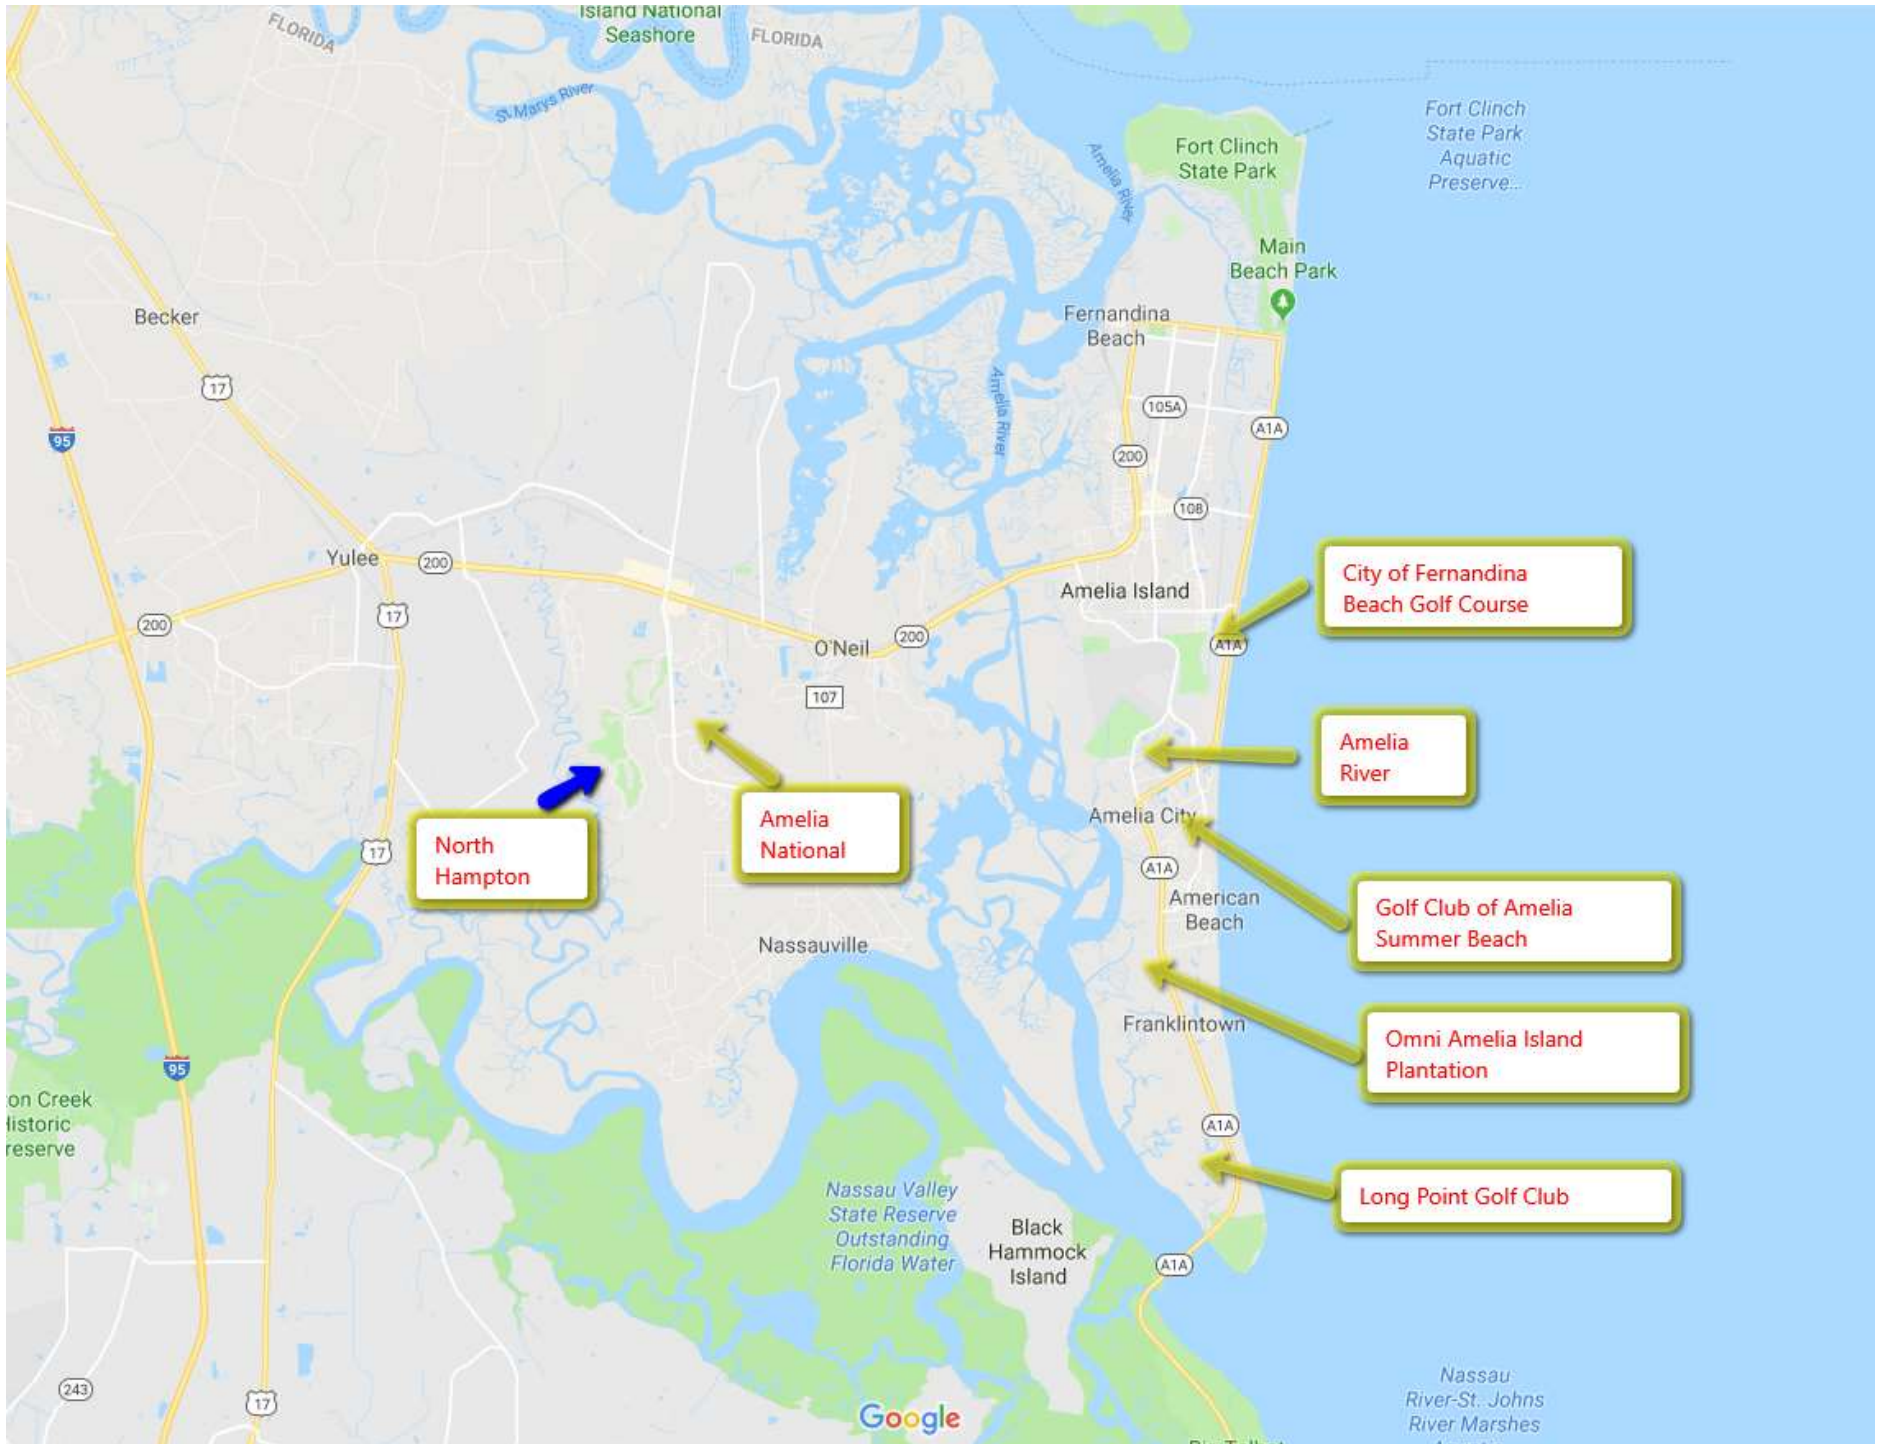 Island National
Seashore
FLORIDA
FLORIDA
St Marys River
Fort Clinch
State Park
Aquatic
Preserve...
Fort Clinch
State Park
Amelia River
Main
Beach Park
Becker
Fernandina
Beach
17
Amelia River
105A
95
A1A
200
108
Yulee
200
Amelia Island
City of Fernandina
Beach Golf Course
17
200
O'Neil
200
A1A
107
Amelia
River
Amelia
National
North
Hampton
Amelia City
17
A1A
American
Beach
Golf Club of Amelia
Summer Beach
Nassauville
Franklintown
Omni Amelia Island
Plantation
95
on Creek
Historic
reserve
A1A
Long Point Golf Club
Nassau Valley
State Reserve
Outstanding
Florida Water
Black
Hammock
Island
A1A
243
17
Google
Nassau
River-St. Johns
River Marshes